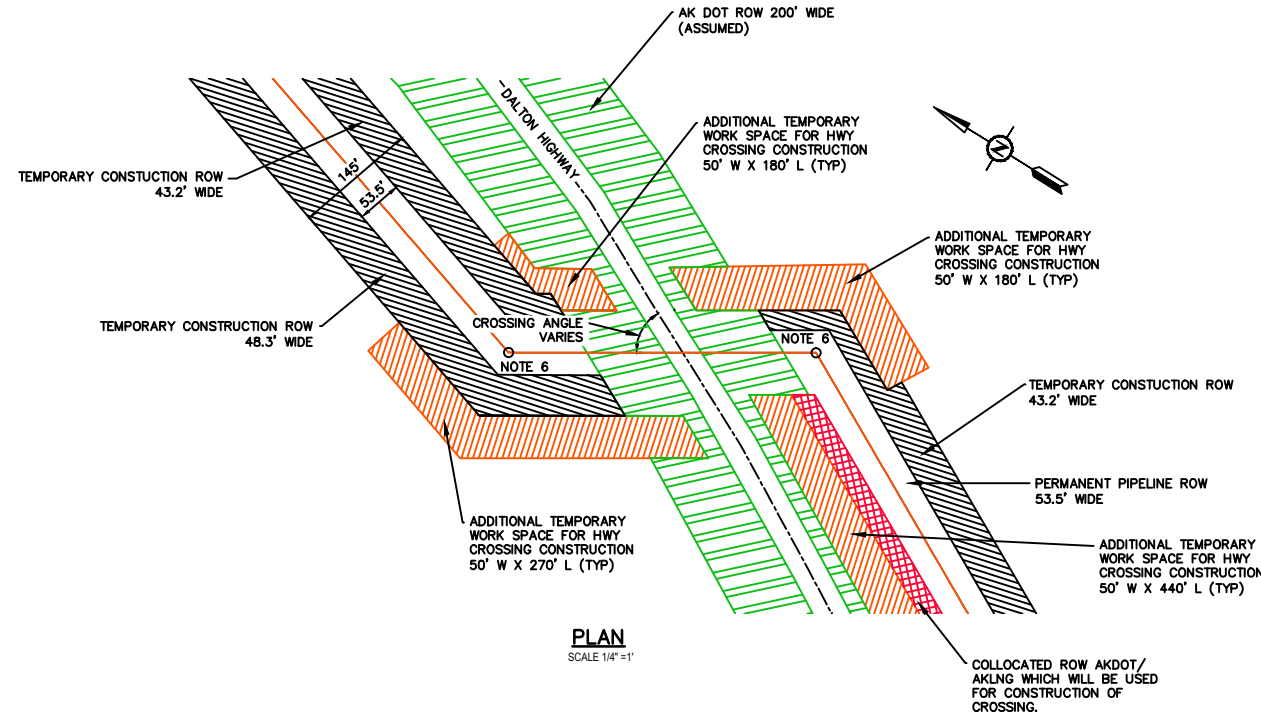 AK DOT ROW 200' WIDE
(ASSUMED)
DALTON HIGHWAY
ADDITIONAL TEMPORARY
WORK SPACE FOR HWY
CROSSING CONSTRUCTION
50' W X 180' L (TYP)
N
TEMPORARY CONSTUCTION ROW
43.2' WIDE
145'
53.5'
ADDITIONAL TEMPORARY
WORK SPACE FOR HWY
CROSSING CONSTRUCTION
50' W X 180' L (TYP)
TEMPORARY CONSTRUCTION ROW
48.3' WIDE
CROSSING ANGLE
VARIES
NOTE 6
NOTE 6
TEMPORARY CONSTUCTION ROW
43.2' WIDE
PERMANENT PIPELINE ROW
53.5' WIDE
ADDITIONAL TEMPORARY
WORK SPACE FOR HWY
CROSSING CONSTRUCTION
50' W X 270' L (TYP)
ADDITIONAL TEMPORARY
WORK SPACE FOR HWY
CROSSING CONSTRUCTION
50' W X 440' L (TYP)
PLAN
SCALE 1/4" =1'
COLLOCATED ROW AKDOT/
AKLNG WHICH WILL BE USED
FOR CONSTRUCTION OF
CROSSING.